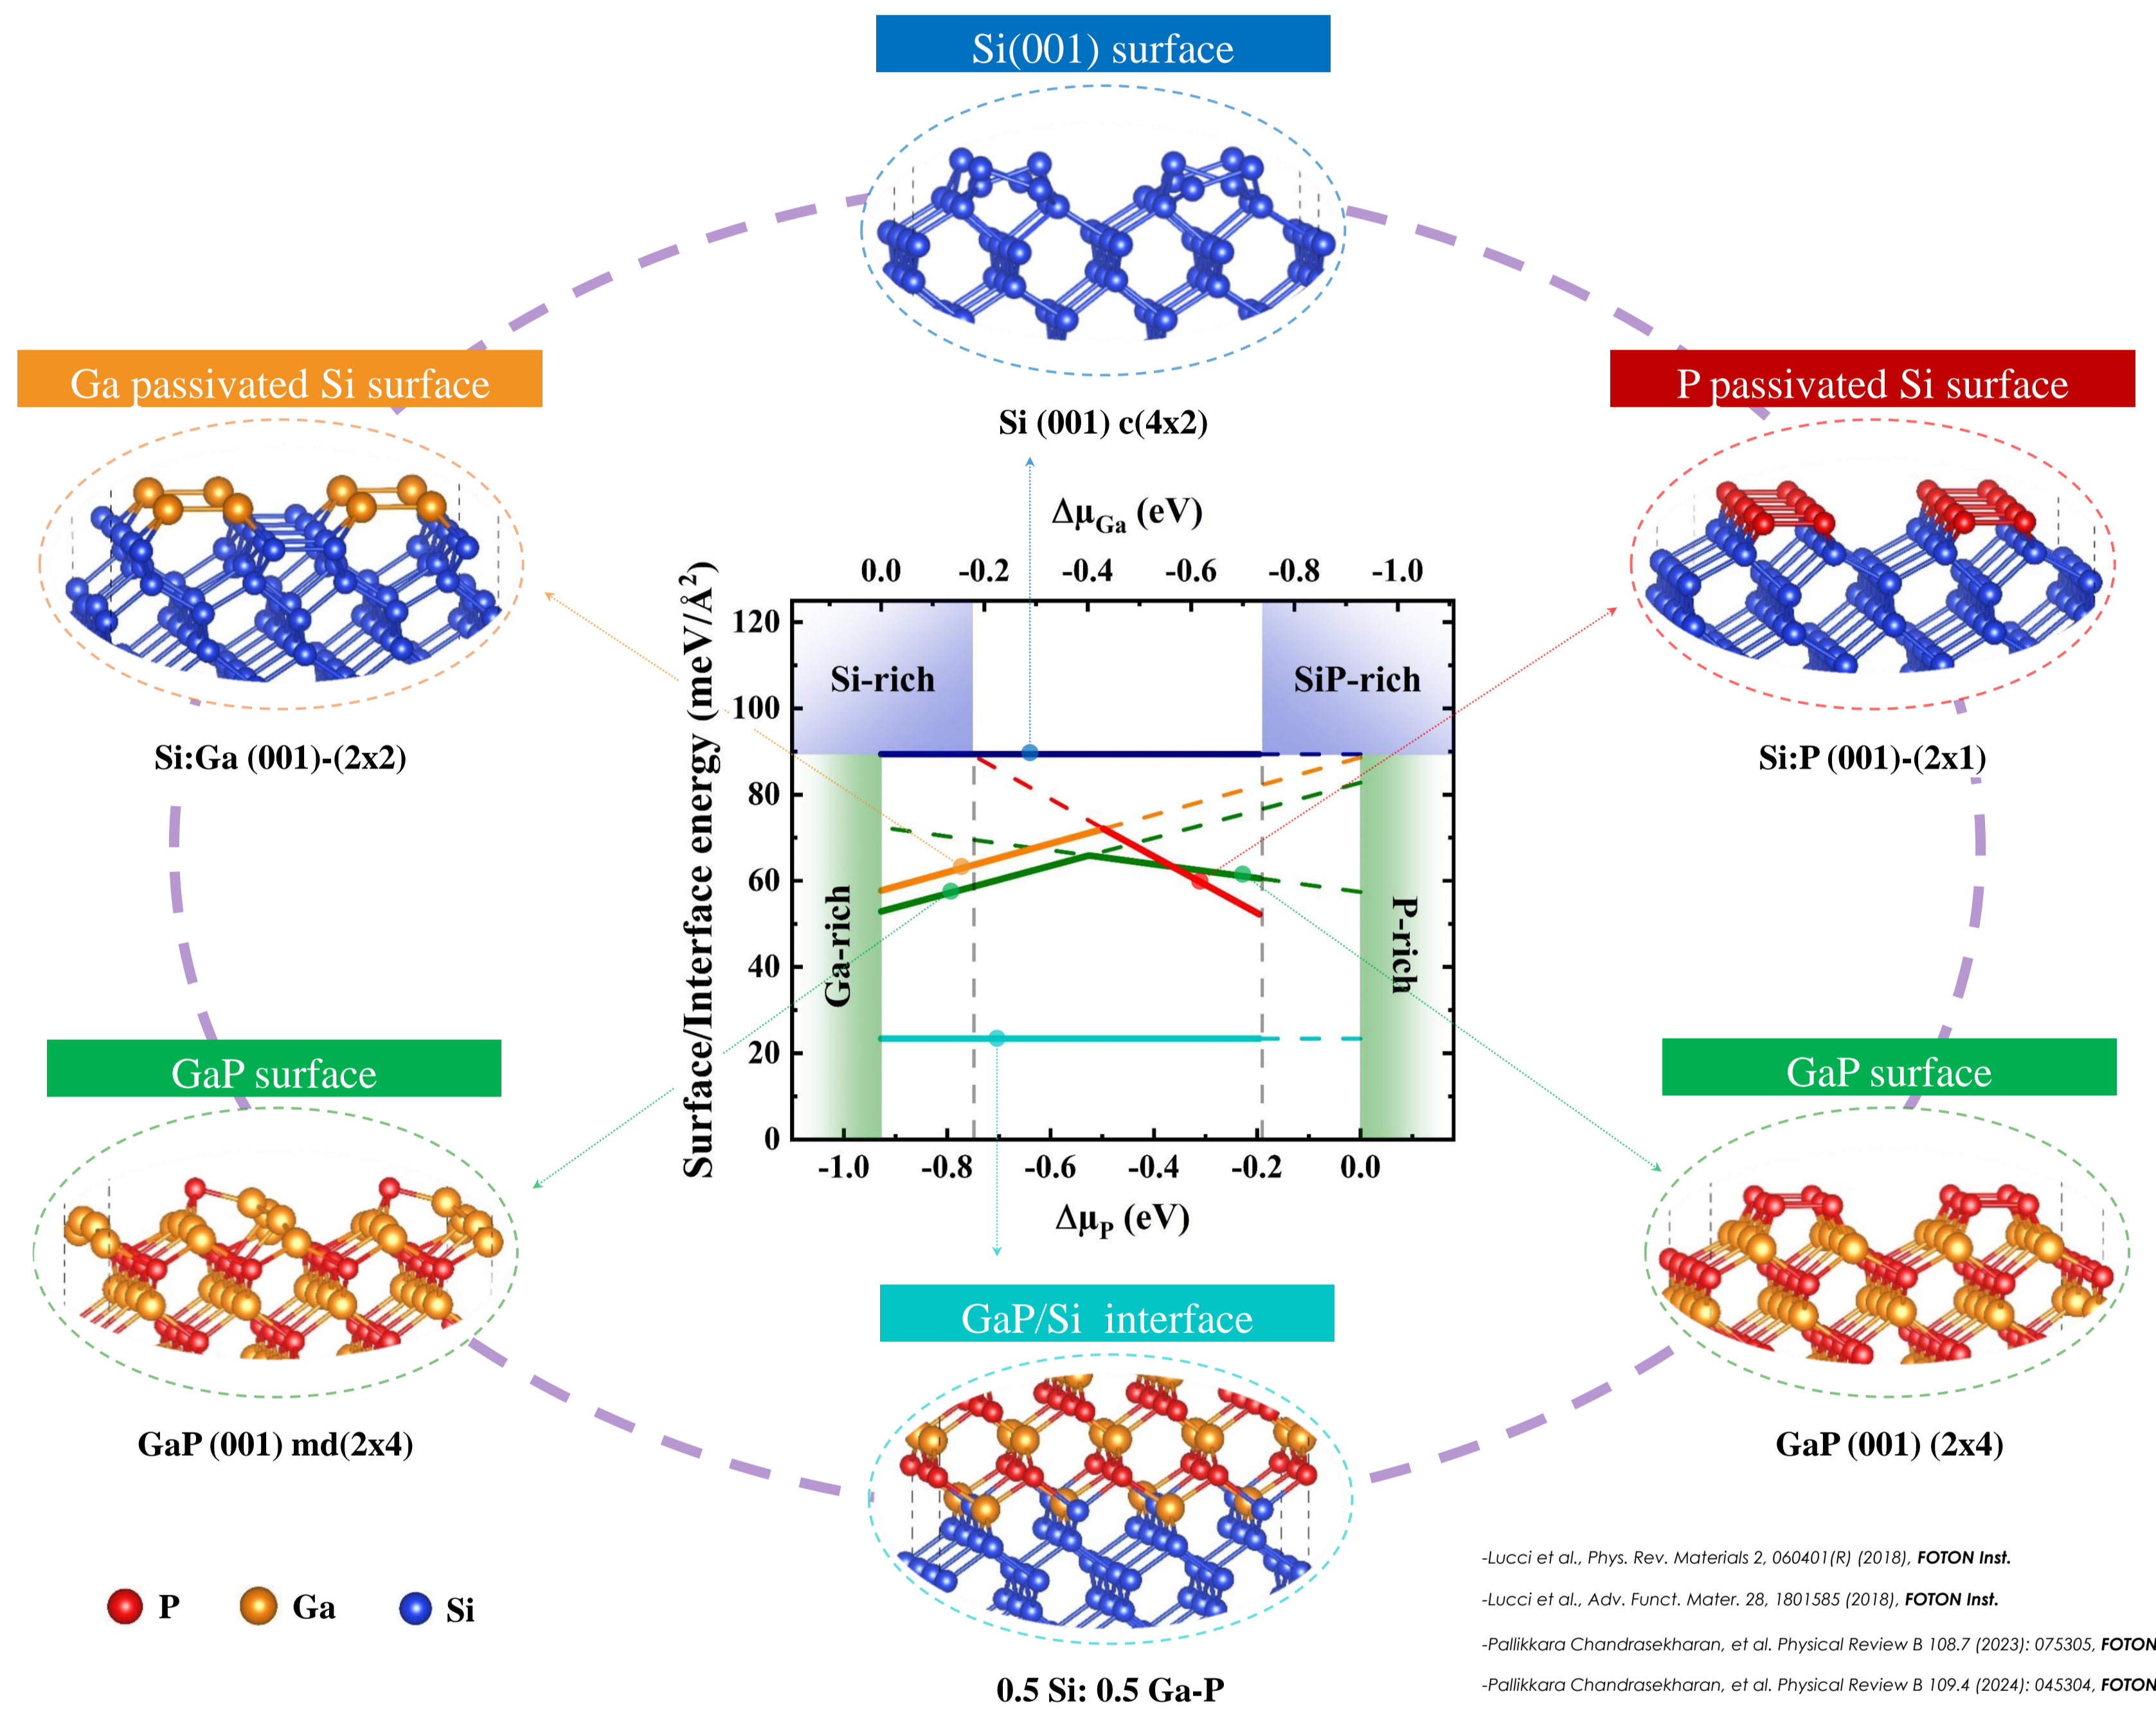 Si(001) surface
Si (001) c(4x2)
Ga passivated Si surface
Si:Ga (001)-(2x2)
P passivated Si surface
Si:P (001)-(2x1)
Δμ_Ga (eV)
0.0 -0.2 -0.4 -0.6 -0.8 -1.0
Surface/Interface energy (meV/Å²)
120
100
80
60
40
20
0
Si-rich
SiP-rich
Ga-rich
P-rich
-1.0 -0.8 -0.6 -0.4 -0.2 0.0
Δμ_P (eV)
GaP surface
GaP (001) md(2x4)
GaP surface
GaP (001) (2x4)
GaP/Si interface
0.5 Si: 0.5 Ga-P
P Ga Si
-Lucci et al., Phys. Rev. Materials 2, 060401(R) (2018), FOTON Inst.
-Lucci et al., Adv. Funct. Mater. 28, 1801585 (2018), FOTON Inst.
-Pallikkara Chandrasekharan, et al. Physical Review B 108.7 (2023): 075305, FOTON
-Pallikkara Chandrasekharan, et al. Physical Review B 109.4 (2024): 045304, FOTON